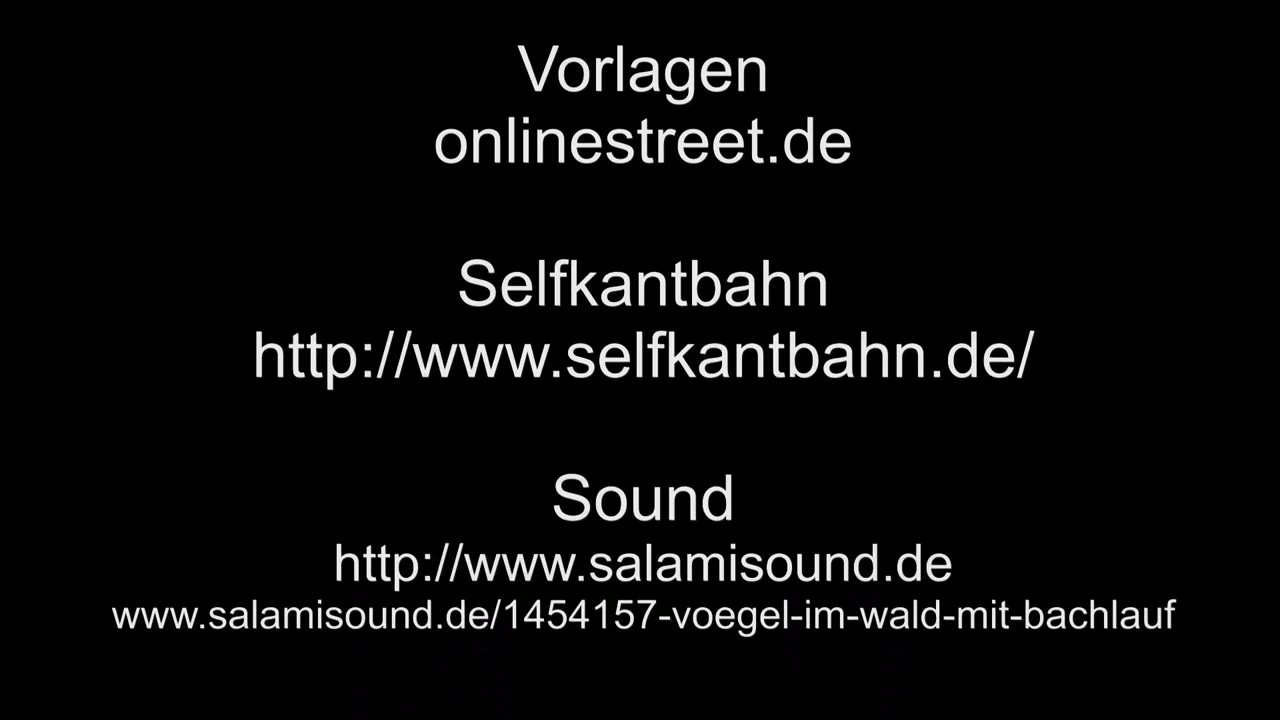 Vorlagen
onlinestreet.de
Selfkantbahn
http://www.selfkantbahn.de/
Sound
http://www.salamisound.de
www.salamisound.de/1454157-voegel-im-wald-mit-bachlauf